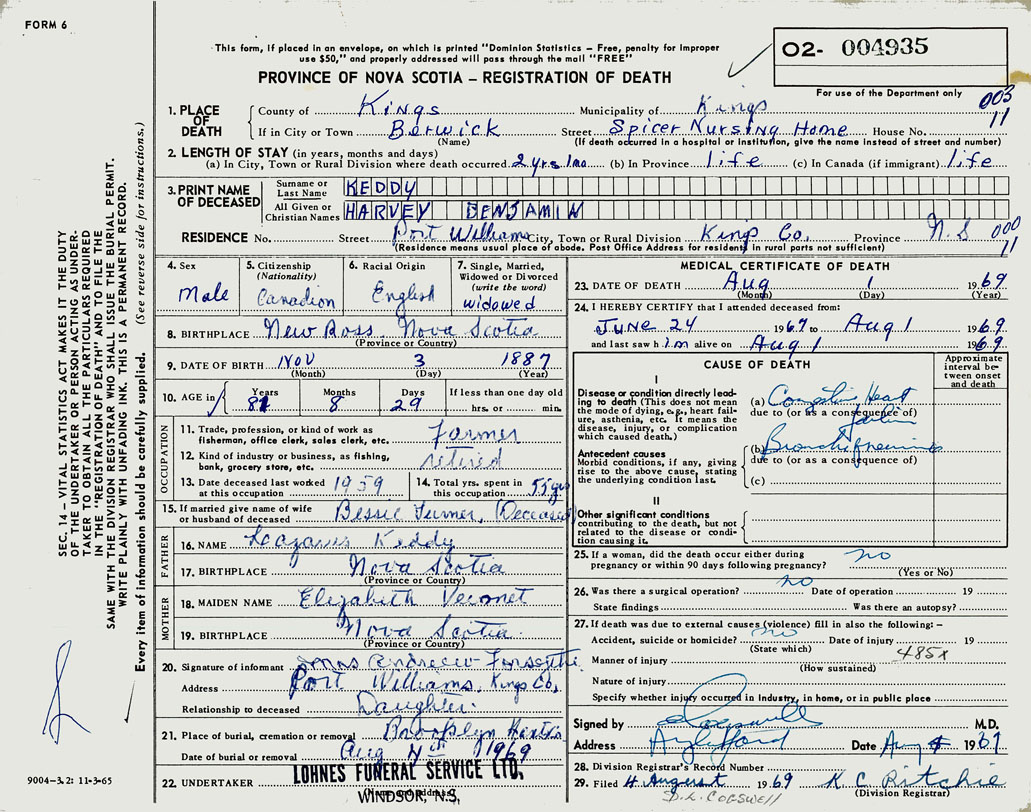 FORM 6
This form, if placed in an envelope, on which is printed "Dominion Statistics – Free, penalty for improper
use $50," and properly addressed will pass through the mail "FREE"
PROVINCE OF NOVA SCOTIA – REGISTRATION OF DEATH
O2- 004935
For use of the Department only
003
11
1. PLACE OF DEATH
County of Kings Municipality of Kings
If in City or Town Berwick Street Spicer Nursing Home House No.
(Name) (If death occurred in a hospital or institution, give the name instead of street and number)
2. LENGTH OF STAY (in years, months and days)
(a) In City, Town or Rural Division where death occurred 2 yrs 1 mo (b) In Province life (c) In Canada (if immigrant) life
3. PRINT NAME OF DECEASED
Surname or Last Name KEDDY
All Given or Christian Names HARVEY BENJAMIN
RESIDENCE No. Street Port Williams City, Town or Rural Division Kings Co. Province N.S 000
11
(Residence means usual place of abode. Post Office Address for residents in rural parts not sufficient)
4. Sex Male
5. Citizenship (Nationality) Canadian
6. Racial Origin English
7. Single, Married, Widowed or Divorced (write the word) widowed
8. BIRTHPLACE New Ross, Nova Scotia
(Province or Country)
9. DATE OF BIRTH Nov 3 1887
(Month) (Day) (Year)
10. AGE in Years 81 Months 8 Days 29 If less than one day old
hrs. or min.
OCCUPATION
11. Trade, profession or kind of work as fisherman, office clerk, sales clerk, etc. Farmer
12. Kind of industry or business, as fishing, bank, grocery store, etc. retired
13. Date deceased last worked at this occupation 1959
14. Total yrs. spent in this occupation 55 yrs
15. If married give name of wife or husband of deceased Bessie Turner, (Deceased)
FATHER
16. NAME Keddy
17. BIRTHPLACE Nova Scotia
(Province or Country)
MOTHER
18. MAIDEN NAME Elizabeth
19. BIRTHPLACE Nova Scotia
(Province or Country)
20. Signature of informant Andrew Forsythe
Address Port Williams, Kings Co,
Relationship to deceased Daughter.
21. Place of burial, cremation or removal Brooklyn Hants
Date of burial or removal Aug 4th 1969
22. UNDERTAKER LOHNES FUNERAL SERVICE LTD.
WINDSOR, N.S.
MEDICAL CERTIFICATE OF DEATH
23. DATE OF DEATH Aug 1 1969
(Month) (Day) (Year)
24. I HEREBY CERTIFY that I attended deceased from:
JUNE 24 1967 to Aug 1 1969
and last saw him alive on Aug 1 1969
CAUSE OF DEATH
Approximate interval between onset and death
I
Disease or condition directly leading to death (This does not mean the mode of dying, e.g., heart failure, asthenia, etc. It means the disease, injury, or complication which caused death.)
(a) Congestive Heart Failure
due to (or as a consequence of)
Antecedent causes
Morbid conditions, if any, giving rise to the above cause, stating the underlying condition last.
(b) Bronchopneumonia
due to (or as a consequence of)
(c)
II
Other significant conditions contributing to the death, but not related to the disease or condition causing it.
25. If a woman, did the death occur either during
pregnancy or within 90 days following pregnancy? no
(Yes or No)
26. Was there a surgical operation? no Date of operation 19
State findings Was there an autopsy?
27. If death was due to external causes (violence) fill in also the following:–
Accident, suicide or homicide? no Date of injury 19
(State which) 485x
Manner of injury
(How sustained)
Nature of injury
Specify whether injury occurred in Industry, in home, or in public place
Signed by M.D.
Address Date Aug 4 1969
28. Division Registrar's Record Number
29. Filed 4 August 1969 K C Ritchie
(Division Registrar)
D.L. COGSWELL
SEC. 14 – VITAL STATISTICS ACT MAKES IT THE DUTY
OF THE UNDERTAKER OR PERSON ACTING AS UNDER-
TAKER TO OBTAIN ALL THE PARTICULARS REQUIRED
IN THE "REGISTRATION OF DEATH" AND TO FILE THE
SAME WITH THE DIVISION REGISTRAR WHO SHALL ISSUE THE BURIAL PERMIT.
WRITE PLAINLY WITH UNFADING INK. THIS IS A PERMANENT RECORD.
Every item of information should be carefully supplied. (See reverse side for instructions.)
9004-3.2: 11-3-65